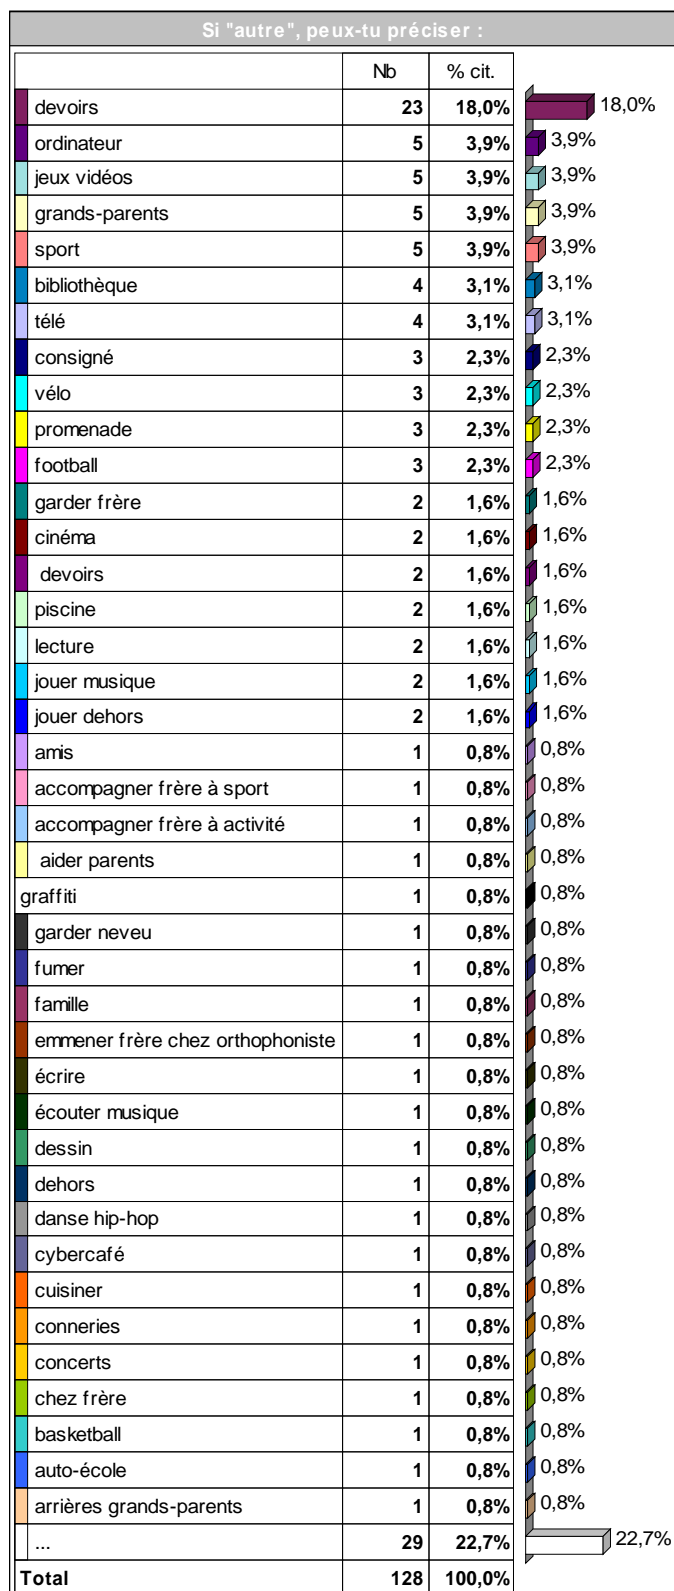 Si "autre", peux-tu préciser :
Nb % cit.
devoirs 23 18,0% 18,0%
ordinateur 5 3,9% 3,9%
jeux vidéos 5 3,9% 3,9%
grands-parents 5 3,9% 3,9%
sport 5 3,9% 3,9%
bibliothèque 4 3,1% 3,1%
télé 4 3,1% 3,1%
consigné 3 2,3% 2,3%
vélo 3 2,3% 2,3%
promenade 3 2,3% 2,3%
football 3 2,3% 2,3%
garder frère 2 1,6% 1,6%
cinéma 2 1,6% 1,6%
devoirs 2 1,6% 1,6%
piscine 2 1,6% 1,6%
lecture 2 1,6% 1,6%
jouer musique 2 1,6% 1,6%
jouer dehors 2 1,6% 1,6%
amis 1 0,8% 0,8%
accompagner frère à sport 1 0,8% 0,8%
accompagner frère à activité 1 0,8% 0,8%
aider parents 1 0,8% 0,8%
graffiti 1 0,8% 0,8%
garder neveu 1 0,8% 0,8%
fumer 1 0,8% 0,8%
famille 1 0,8% 0,8%
emmener frère chez orthophoniste 1 0,8% 0,8%
écrire 1 0,8% 0,8%
écouter musique 1 0,8% 0,8%
dessin 1 0,8% 0,8%
dehors 1 0,8% 0,8%
danse hip-hop 1 0,8% 0,8%
cybercafé 1 0,8% 0,8%
cuisiner 1 0,8% 0,8%
conneries 1 0,8% 0,8%
concerts 1 0,8% 0,8%
chez frère 1 0,8% 0,8%
basketball 1 0,8% 0,8%
auto-école 1 0,8% 0,8%
arrières grands-parents 1 0,8% 0,8%
... 29 22,7% 22,7%
Total 128 100,0%